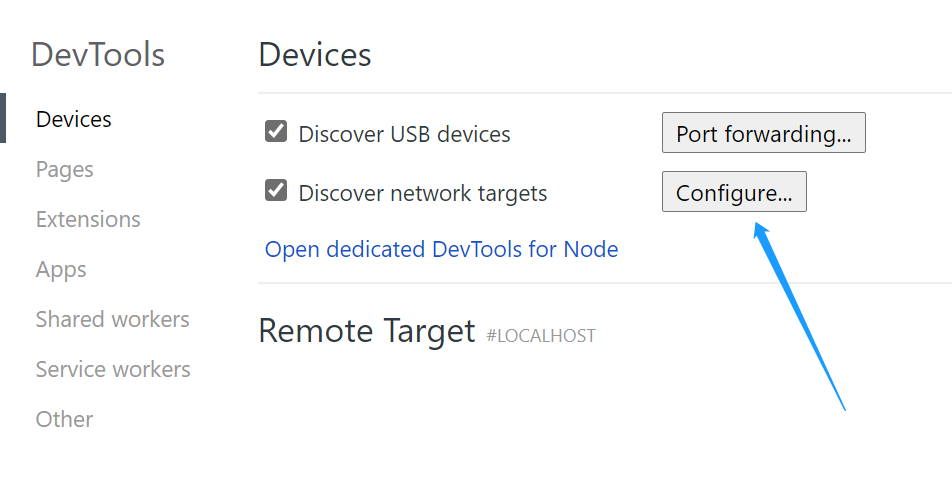 DevTools
Devices
Pages
Extensions
Apps
Shared workers
Service workers
Other
Devices
Discover USB devices
Port forwarding...
Discover network targets
Configure...
Open dedicated DevTools for Node
Remote Target #LOCALHOST